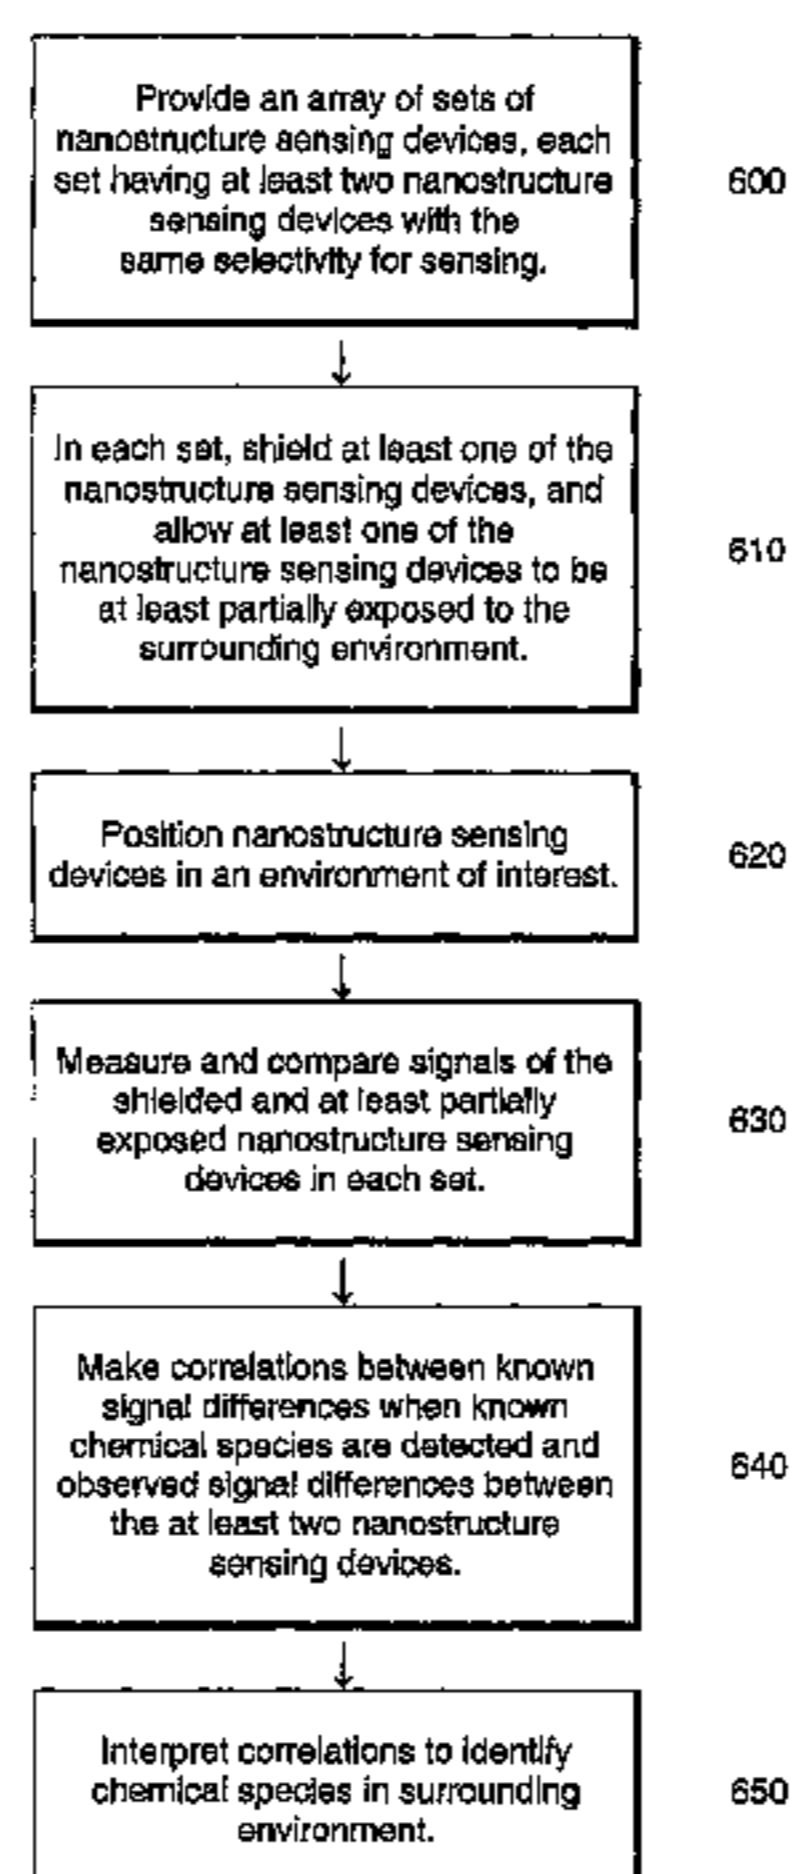 Provide an array of sets of
nanostructure sensing devices, each
set having at least two nanostructure
sensing devices with the
same selectivity for sensing.
600
In each set, shield at least one of the
nanostructure sensing devices, and
allow at least one of the
nanostructure sensing devices to be
at least partially exposed to the
surrounding environment.
610
Position nanostructure sensing
devices in an environment of interest.
620
Measure and compare signals of the
shielded and at least partially
exposed nanostructure sensing
devices in each set.
630
Make correlations between known
signal differences when known
chemical species are detected and
observed signal differences between
the at least two nanostructure
sensing devices.
640
Interpret correlations to identify
chemical species in surrounding
environment.
650